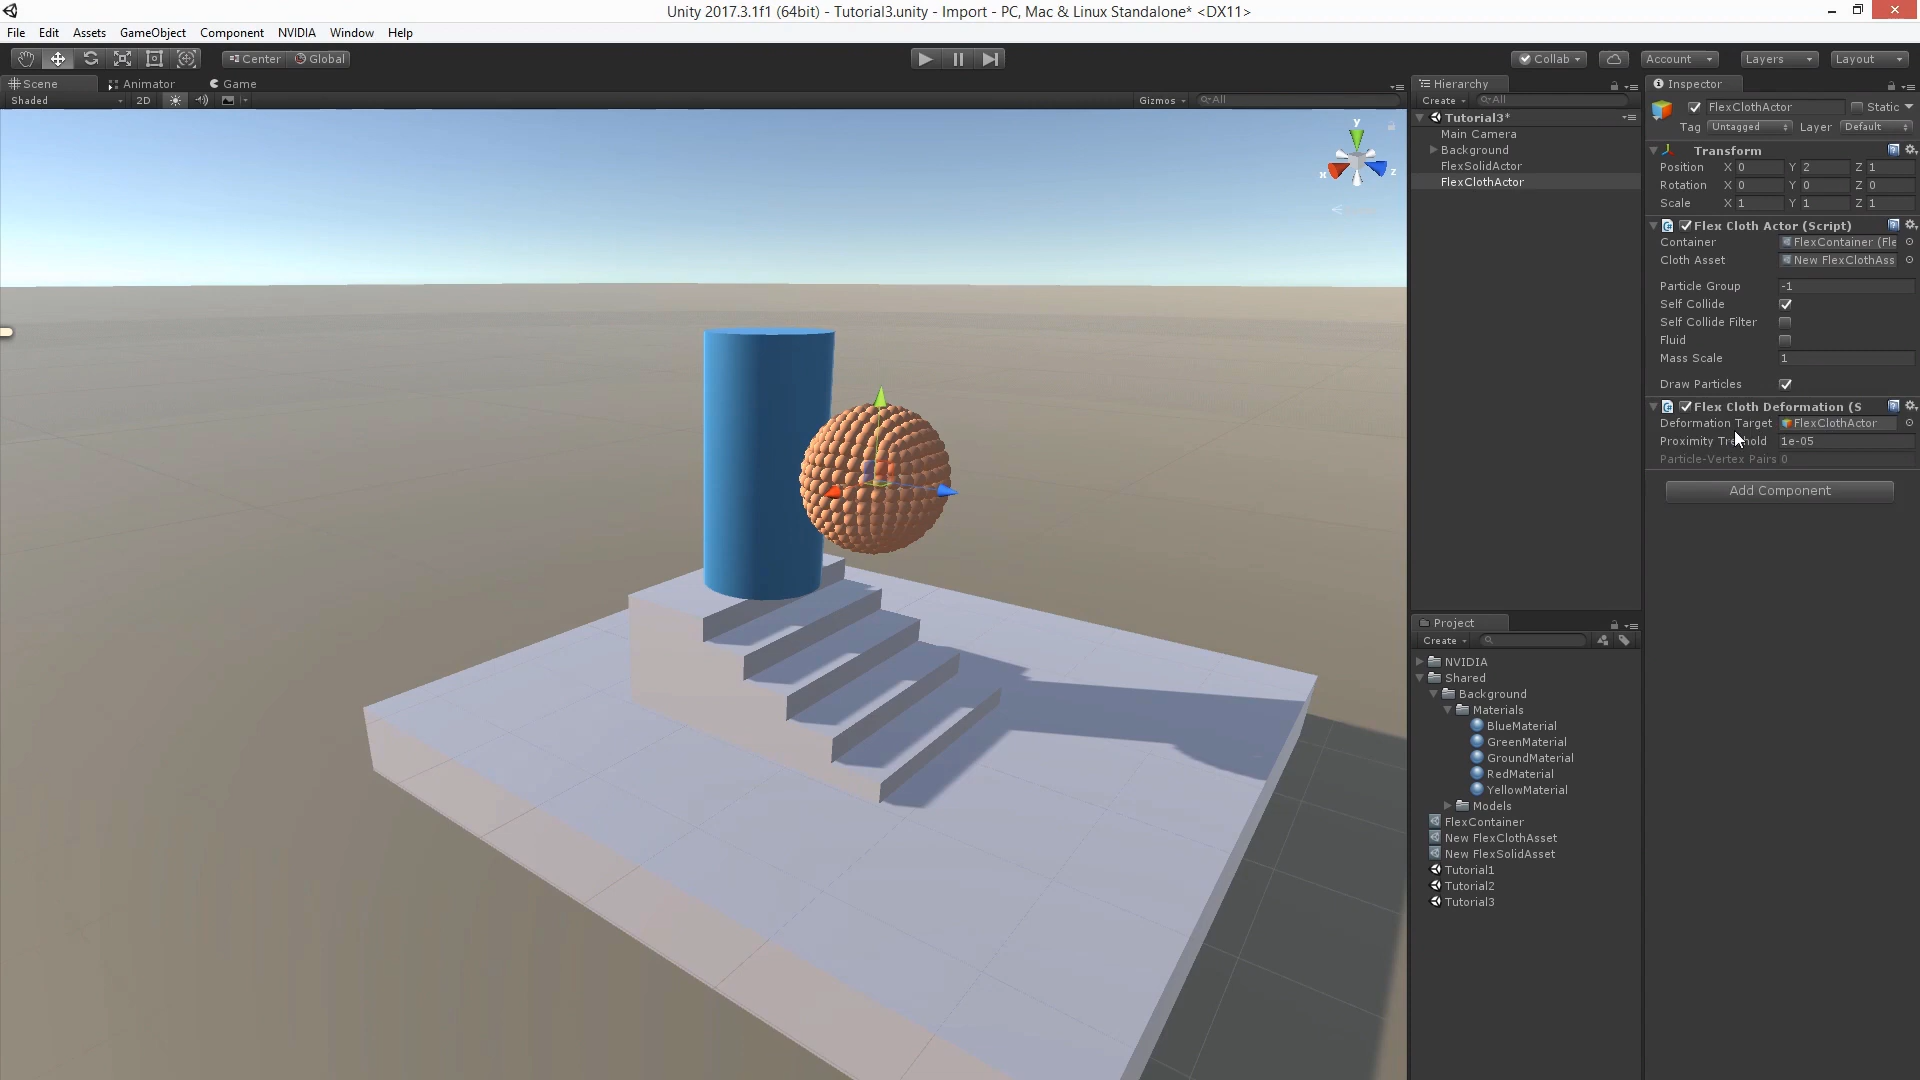 Unity 2017.3.1f1 (64bit) - Tutorial3.unity - Import - PC, Mac & Linux Standalone* <DX11>
File Edit Assets GameObject Component NVIDIA Window Help
Center Global
Collab Account Layers Layout
Scene Animator Game
Shaded 2D Gizmos All
y
x z
Hierarchy
Create All
Tutorial3*
Main Camera
Background
FlexSolidActor
FlexClothActor
Project
Create
NVIDIA
Shared
Background
Materials
BlueMaterial
GreenMaterial
GroundMaterial
RedMaterial
YellowMaterial
Models
FlexContainer
New FlexClothAsset
New FlexSolidAsset
Tutorial1
Tutorial2
Tutorial3
Inspector
FlexClothActor Static
Tag Untagged Layer Default
Transform
Position X 0 Y 2 Z 1
Rotation X 0 Y 0 Z 0
Scale X 1 Y 1 Z 1
Flex Cloth Actor (Script)
Container FlexContainer (Fle
Cloth Asset New FlexClothAss
Particle Group -1
Self Collide
Self Collide Filter
Fluid
Mass Scale 1
Draw Particles
Flex Cloth Deformation (S
Deformation Target FlexClothActor
Proximity 1e-05
Particle-Vertex Pairs 0
Add Component